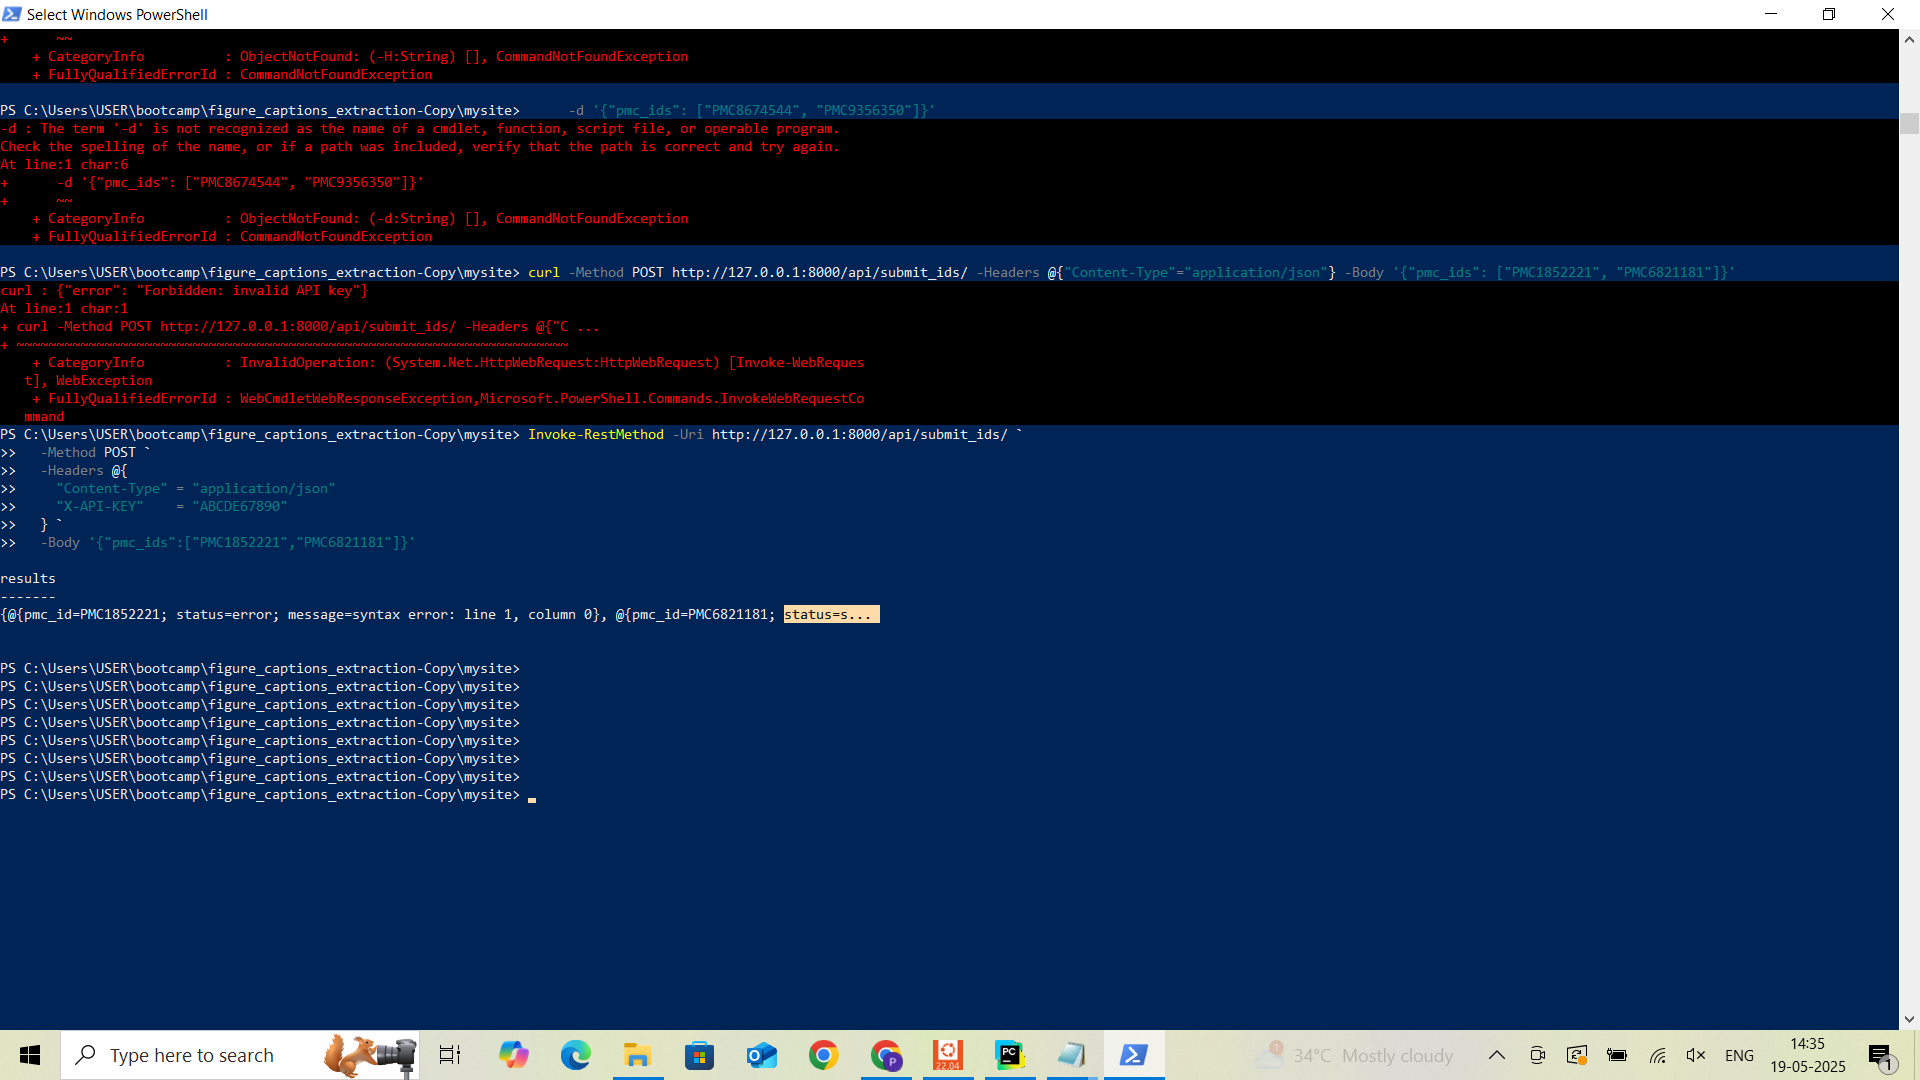 Select Windows PowerShell
+      ~~
    + CategoryInfo          : ObjectNotFound: (-H:String) [], CommandNotFoundException
    + FullyQualifiedErrorId : CommandNotFoundException

PS C:\Users\USER\bootcamp\figure_captions_extraction-Copy\mysite>      -d '{"pmc_ids": ["PMC8674544", "PMC9356350"]}'
-d : The term '-d' is not recognized as the name of a cmdlet, function, script file, or operable program.
Check the spelling of the name, or if a path was included, verify that the path is correct and try again.
At line:1 char:6
+      -d '{"pmc_ids": ["PMC8674544", "PMC9356350"]}'
+      ~~
    + CategoryInfo          : ObjectNotFound: (-d:String) [], CommandNotFoundException
    + FullyQualifiedErrorId : CommandNotFoundException

PS C:\Users\USER\bootcamp\figure_captions_extraction-Copy\mysite> curl -Method POST http://127.0.0.1:8000/api/submit_ids/ -Headers @{"Content-Type"="application/json"} -Body '{"pmc_ids": ["PMC1852221", "PMC6821181"]}'
curl : {"error": "Forbidden: invalid API key"}
At line:1 char:1
+ curl -Method POST http://127.0.0.1:8000/api/submit_ids/ -Headers @{"C ...
+ ~~~~~~~~~~~~~~~~~~~~~~~~~~~~~~~~~~~~~~~~~~~~~~~~~~~~~~~~~~~~~~~~~~~~~
    + CategoryInfo          : InvalidOperation: (System.Net.HttpWebRequest:HttpWebRequest) [Invoke-WebReques
   t], WebException
    + FullyQualifiedErrorId : WebCmdletWebResponseException,Microsoft.PowerShell.Commands.InvokeWebRequestCo
   mmand
PS C:\Users\USER\bootcamp\figure_captions_extraction-Copy\mysite> Invoke-RestMethod -Uri http://127.0.0.1:8000/api/submit_ids/ `
>>   -Method POST `
>>   -Headers @{
>>     "Content-Type" = "application/json"
>>     "X-API-KEY"    = "ABCDE67890"
>>   } `
>>   -Body '{"pmc_ids":["PMC1852221","PMC6821181"]}'

results
-------
{@{pmc_id=PMC1852221; status=error; message=syntax error: line 1, column 0}, @{pmc_id=PMC6821181; status=s...

PS C:\Users\USER\bootcamp\figure_captions_extraction-Copy\mysite>
PS C:\Users\USER\bootcamp\figure_captions_extraction-Copy\mysite>
PS C:\Users\USER\bootcamp\figure_captions_extraction-Copy\mysite>
PS C:\Users\USER\bootcamp\figure_captions_extraction-Copy\mysite>
PS C:\Users\USER\bootcamp\figure_captions_extraction-Copy\mysite>
PS C:\Users\USER\bootcamp\figure_captions_extraction-Copy\mysite>
PS C:\Users\USER\bootcamp\figure_captions_extraction-Copy\mysite>
PS C:\Users\USER\bootcamp\figure_captions_extraction-Copy\mysite>
Type here to search
P
22.04
PC
34°C Mostly cloudy
ENG
14:35
19-05-2025
1